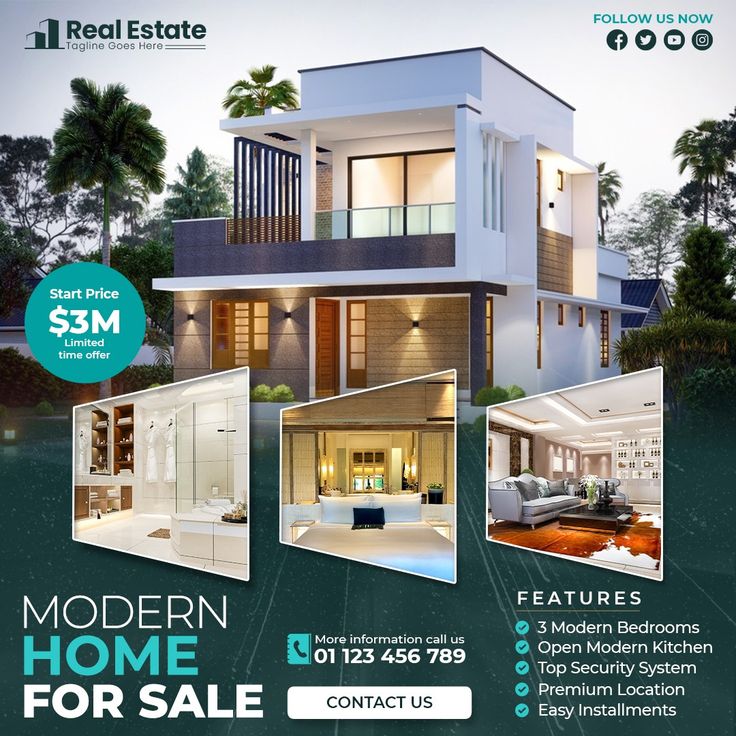 Real Estate
Tagline Goes Here
FOLLOW US NOW
Start Price
$3M
Limited
time offer
MODERN
HOME
FOR SALE
More information call us
01 123 456 789
CONTACT US
FEATURES
3 Modern Bedrooms
Open Modern Kitchen
Top Security System
Premium Location
Easy Installments